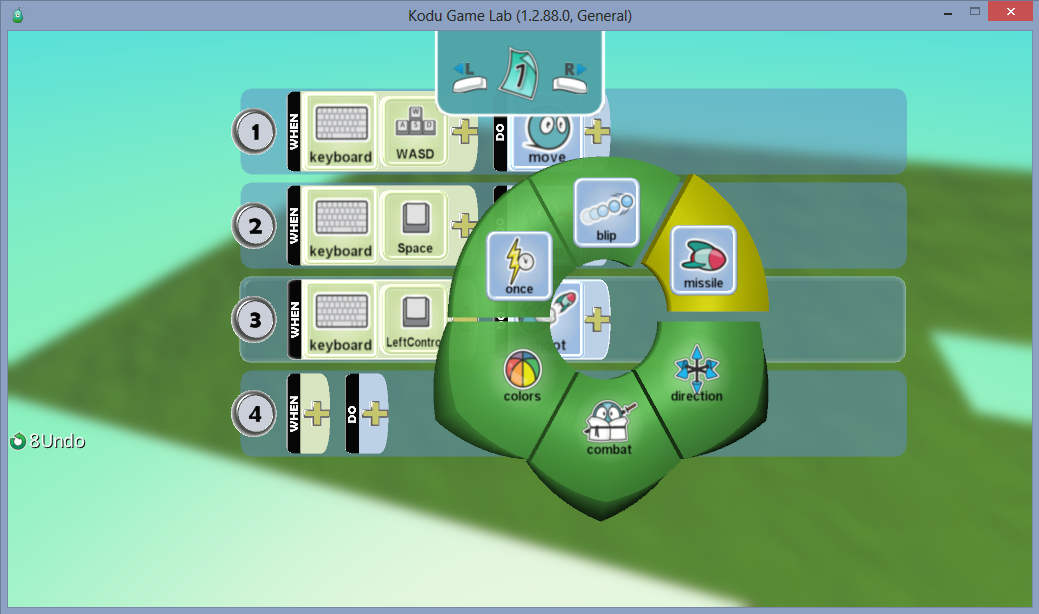 Kodu Game Lab (1.2.88.0, General)
L 1 R
1 WHEN keyboard WASD DO move
2 WHEN keyboard Space
3 WHEN keyboard
4 WHEN DO
blip
missile
once
colors
direction
combat
8Undo